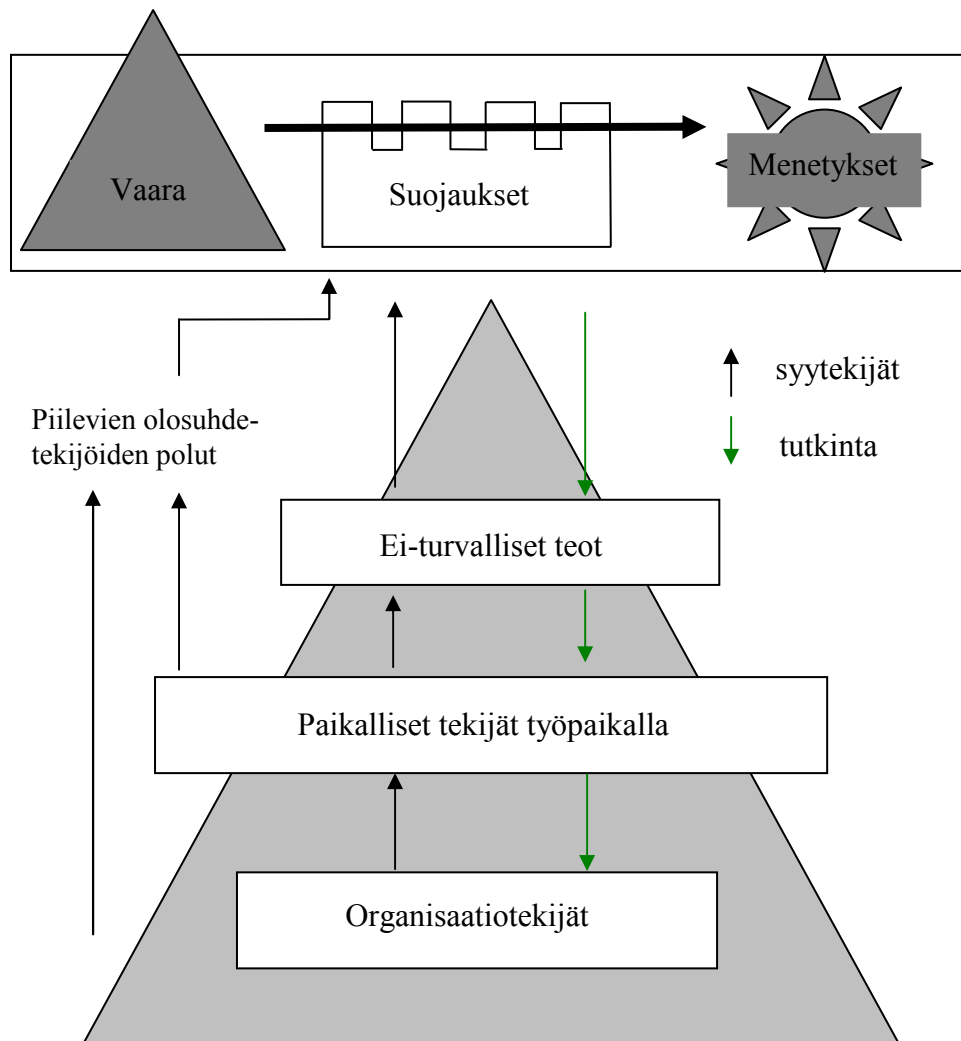 Vaara
Suojaukset
Menetykset
syytekijät
tutkinta
Piilevien olosuhde-
tekijöiden polut
Ei-turvalliset teot
Paikalliset tekijät työpaikalla
Organisaatiotekijät